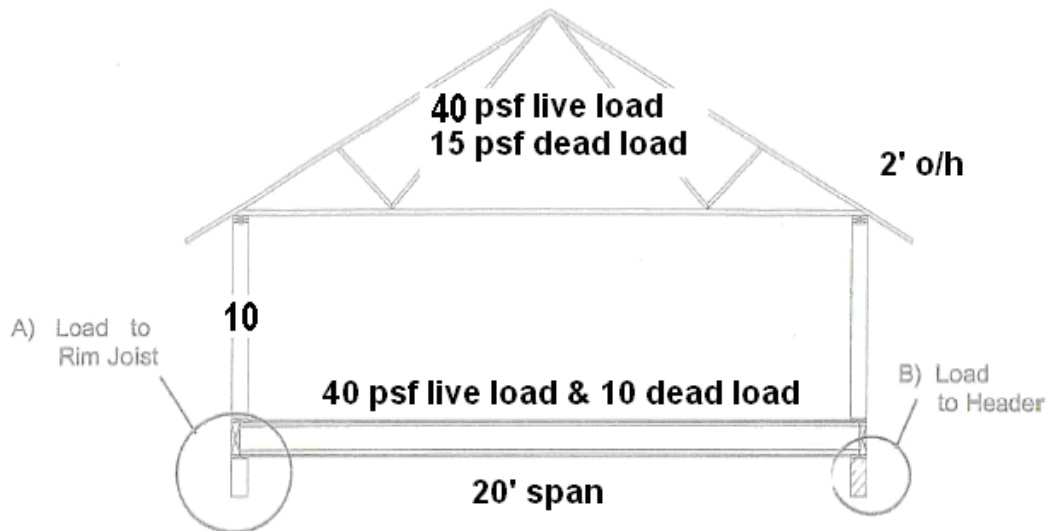 40 psf live load
15 psf dead load
2' o/h
10
A) Load to
Rim Joist
40 psf live load & 10 dead load
B) Load
to Header
20' span